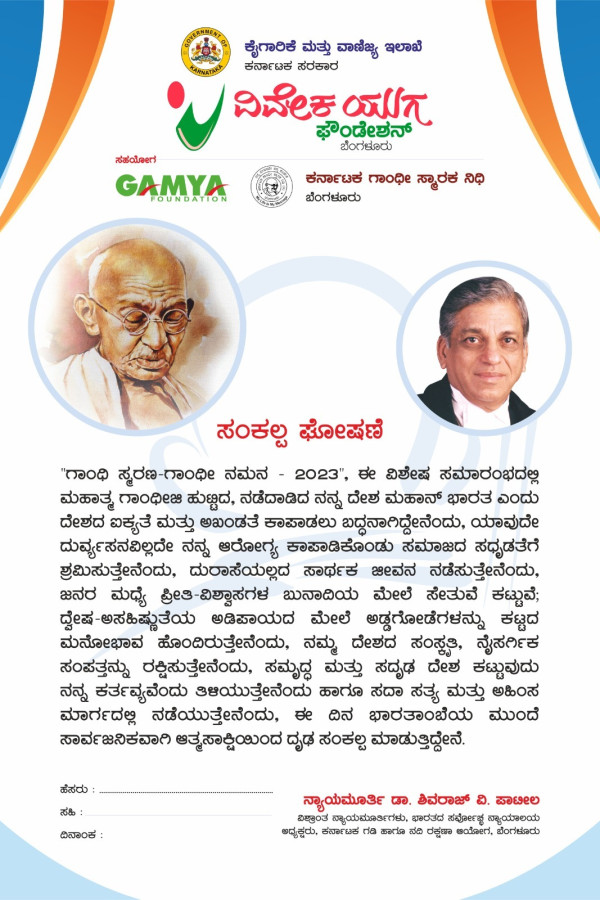 GOVERNMENT OF KARNATAKA
ಕೈಗಾರಿಕೆ ಮತ್ತು ವಾಣಿಜ್ಯ ಇಲಾಖೆ
ಕರ್ನಾಟಕ ಸರಕಾರ
ವಿವೇಕ ಯುಗ
ಫೌಂಡೇಶನ್
ಬೆಂಗಳೂರು
ಸಹಯೋಗ
GAMYA
FOUNDATION
ಕರ್ನಾಟಕ ಗಾಂಧೀ ಸ್ಮಾರಕ ನಿಧಿ
ಬೆಂಗಳೂರು
ಸಂಕಲ್ಪ ಘೋಷಣೆ
"ಗಾಂಧಿ ಸ್ಮರಣ-ಗಾಂಧೀ ನಮನ - 2023", ಈ ವಿಶೇಷ ಸಮಾರಂಭದಲ್ಲಿ
ಮಹಾತ್ಮ ಗಾಂಧೀಜಿ ಹುಟ್ಟಿದ, ನಡೆದಾಡಿದ ನನ್ನ ದೇಶ ಮಹಾನ್ ಭಾರತ ಎಂದು
ದೇಶದ ಐಕ್ಯತೆ ಮತ್ತು ಅಖಂಡತೆ ಕಾಪಾಡಲು ಬದ್ಧನಾಗಿದ್ದೇನೆಂದು, ಯಾವುದೇ
ದುರ್ವ್ಯಸನವಿಲ್ಲದೇ ನನ್ನ ಆರೋಗ್ಯ ಕಾಪಾಡಿಕೊಂಡು ಸಮಾಜದ ಸಧೃಡತೆಗೆ
ಶ್ರಮಿಸುತ್ತೇನೆಂದು, ದುರಾಸೆಯಲ್ಲದ ಸಾರ್ಥಕ ಜೀವನ ನಡೆಸುತ್ತೇನೆಂದು,
ಜನರ ಮಧ್ಯೆ ಪ್ರೀತಿ-ವಿಶ್ವಾಸಗಳ ಬುನಾದಿಯ ಮೇಲೆ ಸೇತುವೆ ಕಟ್ಟುವೆ;
ದ್ವೇಷ-ಅಸಹಿಷ್ಣುತೆಯ ಅಡಿಪಾಯದ ಮೇಲೆ ಅಡ್ಡಗೋಡೆಗಳನ್ನು ಕಟ್ಟದ
ಮನೋಭಾವ ಹೊಂದಿರುತ್ತೇನೆಂದು, ನಮ್ಮ ದೇಶದ ಸಂಸ್ಕೃತಿ, ನೈಸರ್ಗಿಕ
ಸಂಪತ್ತನ್ನು ರಕ್ಷಿಸುತ್ತೇನೆಂದು, ಸಮೃದ್ಧ ಮತ್ತು ಸದೃಢ ದೇಶ ಕಟ್ಟುವುದು
ನನ್ನ ಕರ್ತವ್ಯವೆಂದು ತಿಳಿಯುತ್ತೇನೆಂದು ಹಾಗೂ ಸದಾ ಸತ್ಯ ಮತ್ತು ಅಹಿಂಸ
ಮಾರ್ಗದಲ್ಲಿ ನಡೆಯುತ್ತೇನೆಂದು, ಈ ದಿನ ಭಾರತಾಂಬೆಯ ಮುಂದೆ
ಸಾರ್ವಜನಿಕವಾಗಿ ಆತ್ಮಸಾಕ್ಷಿಯಿಂದ ದೃಢ ಸಂಕಲ್ಪ ಮಾಡುತ್ತಿದ್ದೇನೆ.
ಹೆಸರು :
ಸಹಿ :
ದಿನಾಂಕ :
ನ್ಯಾಯಮೂರ್ತಿ ಡಾ. ಶಿವರಾಜ್ ವಿ. ಪಾಟೀಲ
ವಿಶ್ರಾಂತ ನ್ಯಾಯಮೂರ್ತಿಗಳು, ಭಾರತದ ಸರ್ವೋಚ್ಛ ನ್ಯಾಯಾಲಯ
ಅಧ್ಯಕ್ಷರು, ಕರ್ನಾಟಕ ಗಡಿ ಹಾಗೂ ನದಿ ರಕ್ಷಣಾ ಆಯೋಗ, ಬೆಂಗಳೂರು